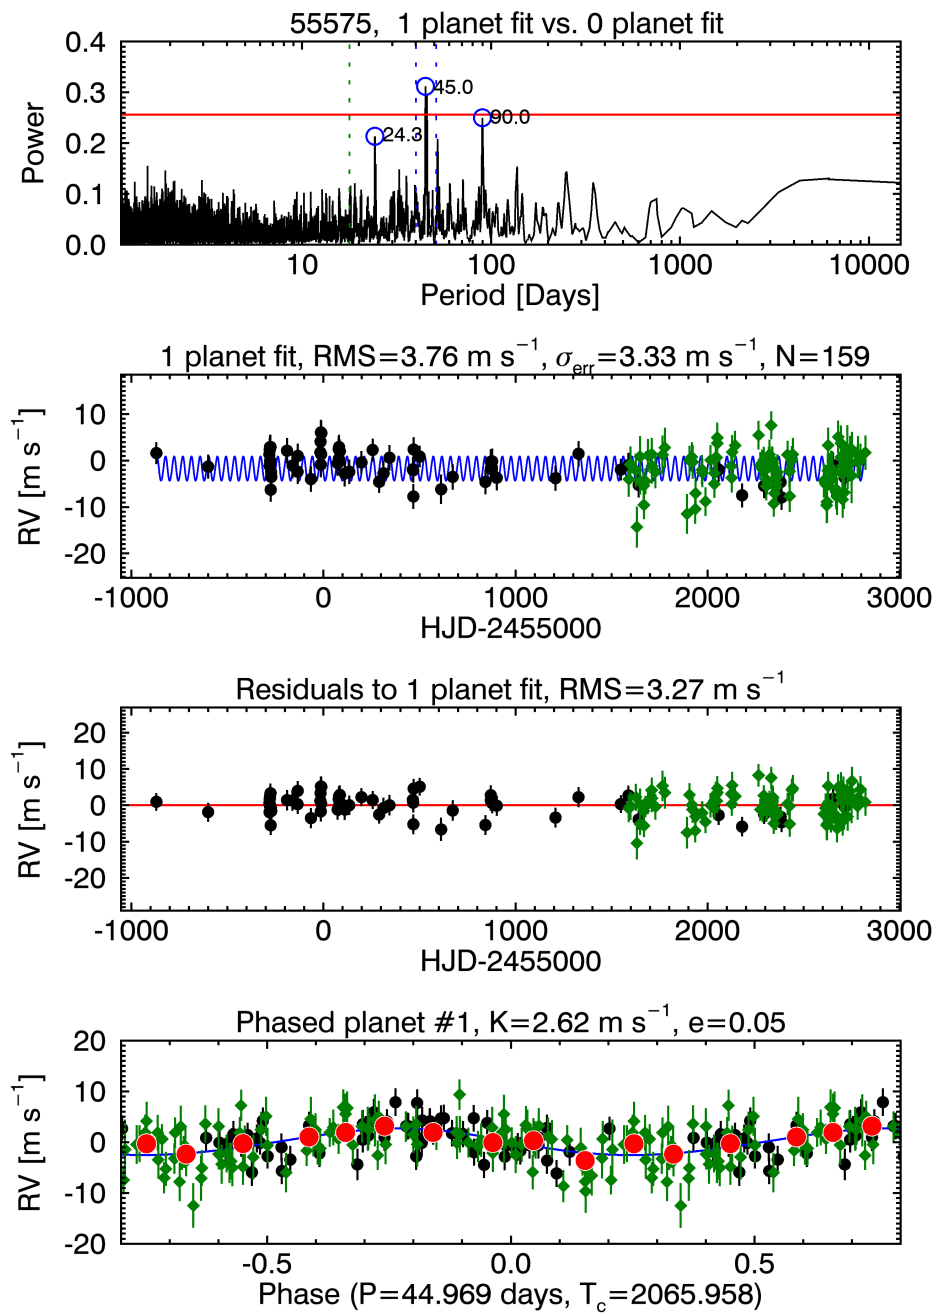 55575, 1 planet fit vs. 0 planet fit
0.4
0.3
0.2
0.1
0.0
Power
45.0
90.0
24.3
10 100 1000 10000
Period [Days]
1 planet fit, RMS=3.76 m s⁻¹, σerr=3.33 m s⁻¹, N=159
10
0
-10
-20
RV [m s⁻¹]
-1000 0 1000 2000 3000
HJD-2455000
Residuals to 1 planet fit, RMS=3.27 m s⁻¹
20
10
0
-10
-20
RV [m s⁻¹]
-1000 0 1000 2000 3000
HJD-2455000
Phased planet #1, K=2.62 m s⁻¹, e=0.05
20
10
0
-10
-20
RV [m s⁻¹]
-0.5 0.0 0.5
Phase (P=44.969 days, Tc=2065.958)